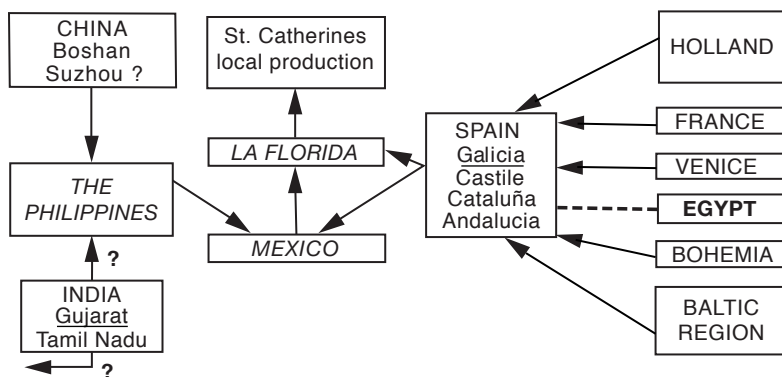 CHINA
Boshan
Suzhou ?
St. Catherines
local production
HOLLAND
SPAIN
Galicia
Castile
Cataluña
Andalucia
FRANCE
LA FLORIDA
VENICE
THE
PHILIPPINES
EGYPT
MEXICO
BOHEMIA
?
INDIA
Gujarat
Tamil Nadu
BALTIC
REGION
?